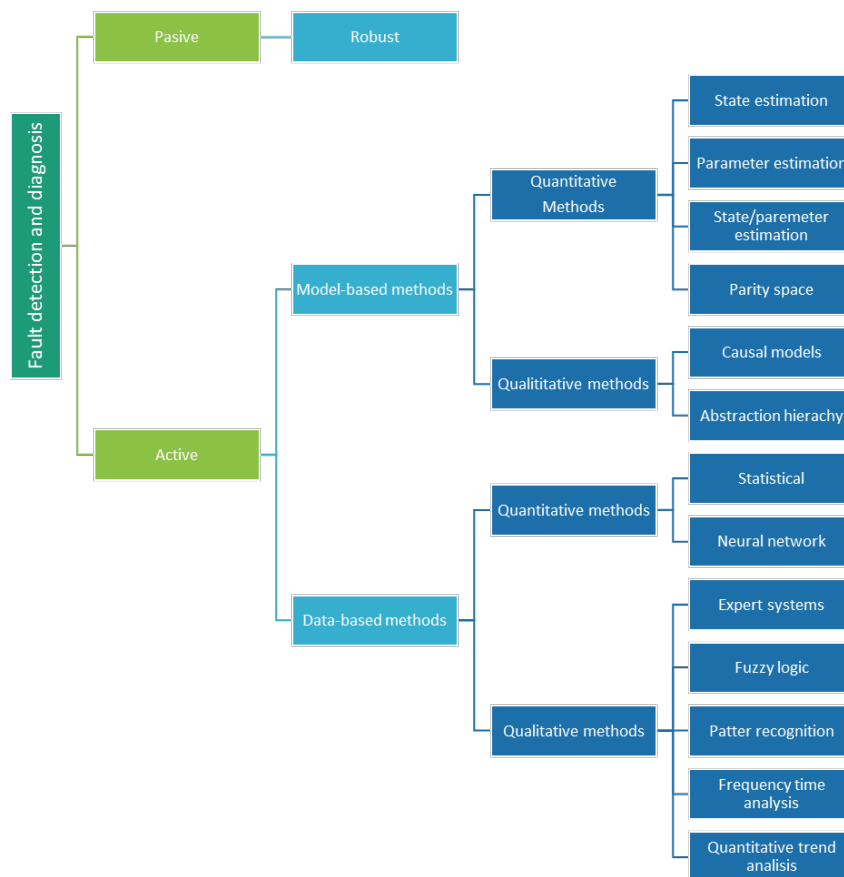 Fault detection and diagnosis
Pasive
Robust
Active
Model-based methods
Quantitative
Methods
State estimation
Parameter estimation
State/paremeter
estimation
Parity space
Qualititative methods
Causal models
Abstraction hierachy
Data-based methods
Quantitative methods
Statistical
Neural network
Qualitative methods
Expert systems
Fuzzy logic
Patter recognition
Frequency time
analysis
Quantitative trend
analisis